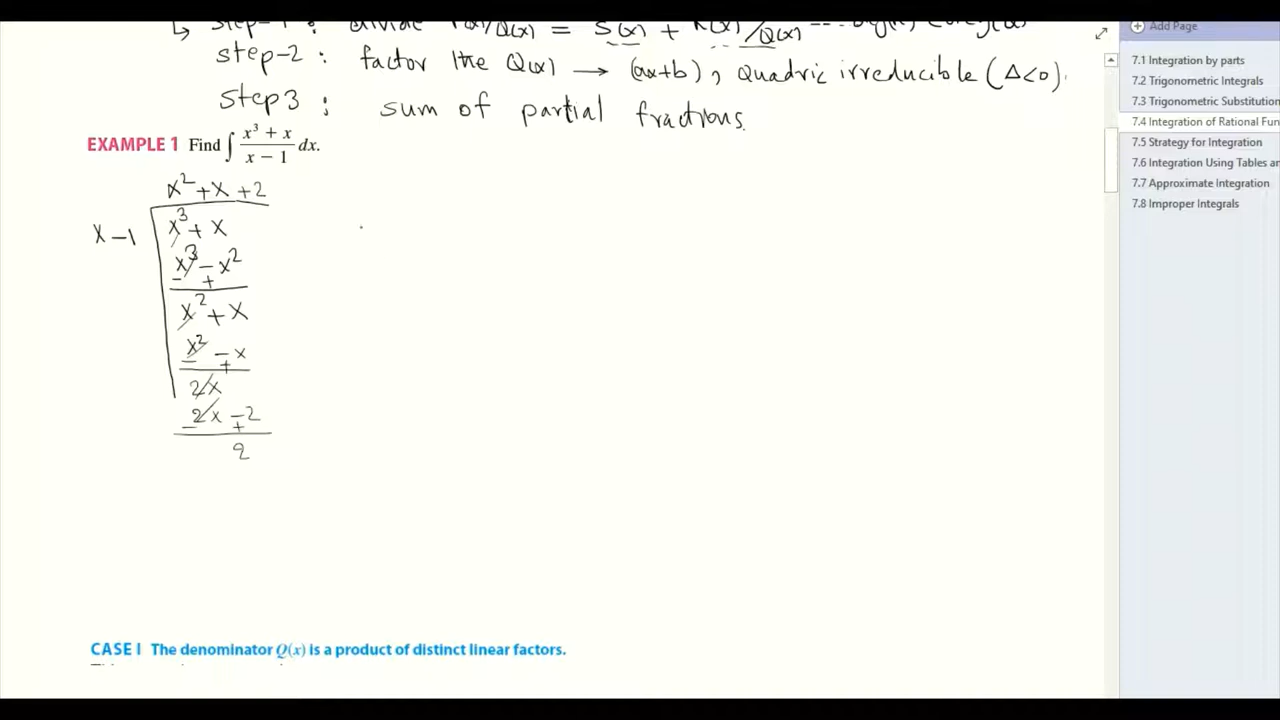 divide
step-2 : factor the Q(x) → (ax+b), Quadric irreducible (Δ<0).
step 3 : sum of partial fractions.
EXAMPLE 1 Find ∫ x³ + x / x − 1 dx.
x² + x + 2
x − 1 x³ + x
x³ − x²
− +
x² + x
x² − x
− +
2x
2x − 2
− +
2
CASE I The denominator Q(x) is a product of distinct linear factors.
Add Page
7.1 Integration by parts
7.2 Trigonometric Integrals
7.3 Trigonometric Substitution
7.4 Integration of Rational Fun
7.5 Strategy for Integration
7.6 Integration Using Tables an
7.7 Approximate Integration
7.8 Improper Integrals